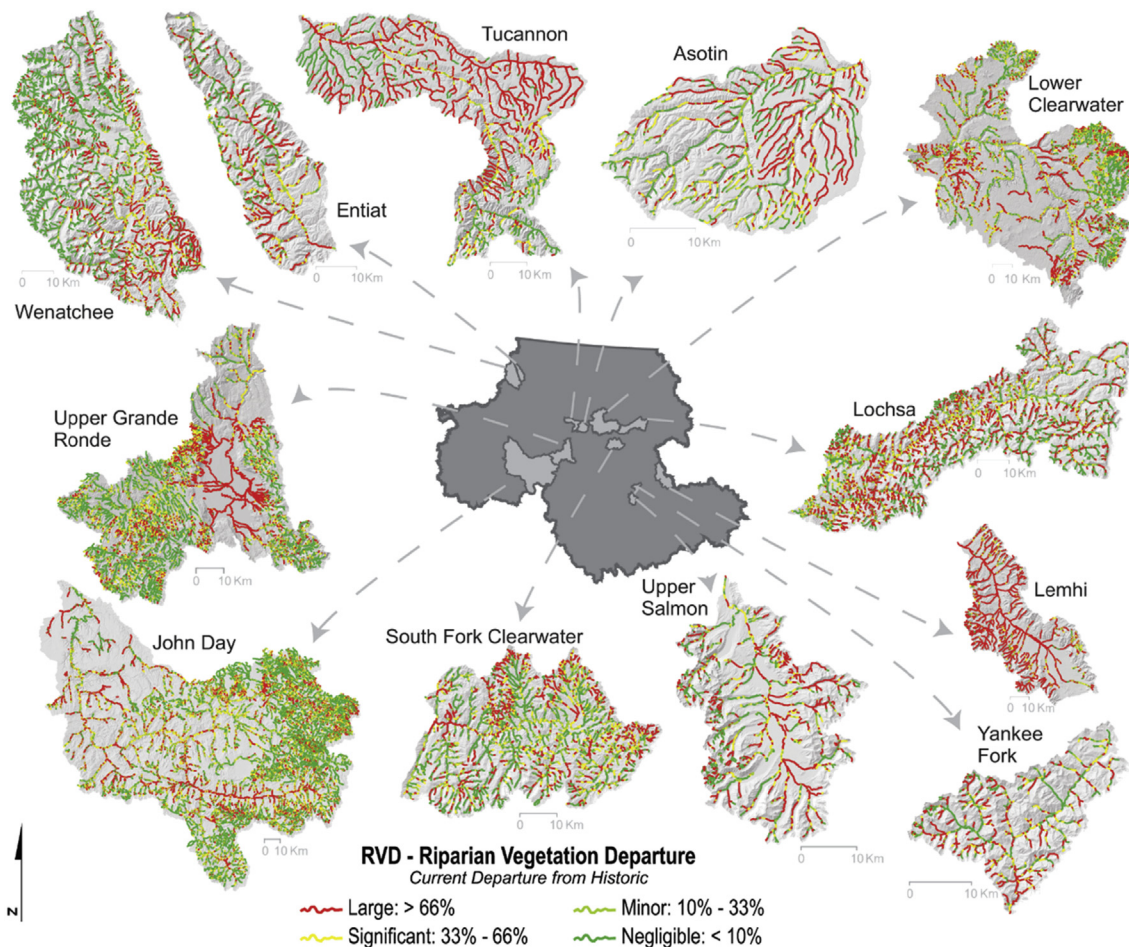 Tucannon
Asotin
Lower
Clearwater
Entiat
0 10 Km
Wenatchee
0 10 Km
0 10 Km
0 10 Km
0 10 Km
Upper Grande
Ronde
0 10 Km
Lochsa
0 10 Km
John Day
0 10
Km
South Fork Clearwater
0 10 Km
Upper
Salmon
0 10 Km
Lemhi
0 10 Km
Yankee
Fork
0 10 Km
N
RVD - Riparian Vegetation Departure
Current Departure from Historic
Large: > 66%
Minor: 10% - 33%
Significant: 33% - 66%
Negligible: < 10%